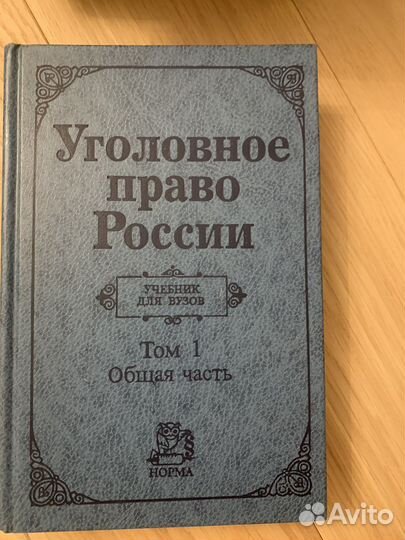 Уголовное
право
России
УЧЕБНИК
ДЛЯ ВУЗОВ
Том 1
Общая часть
НОРМА
Avito